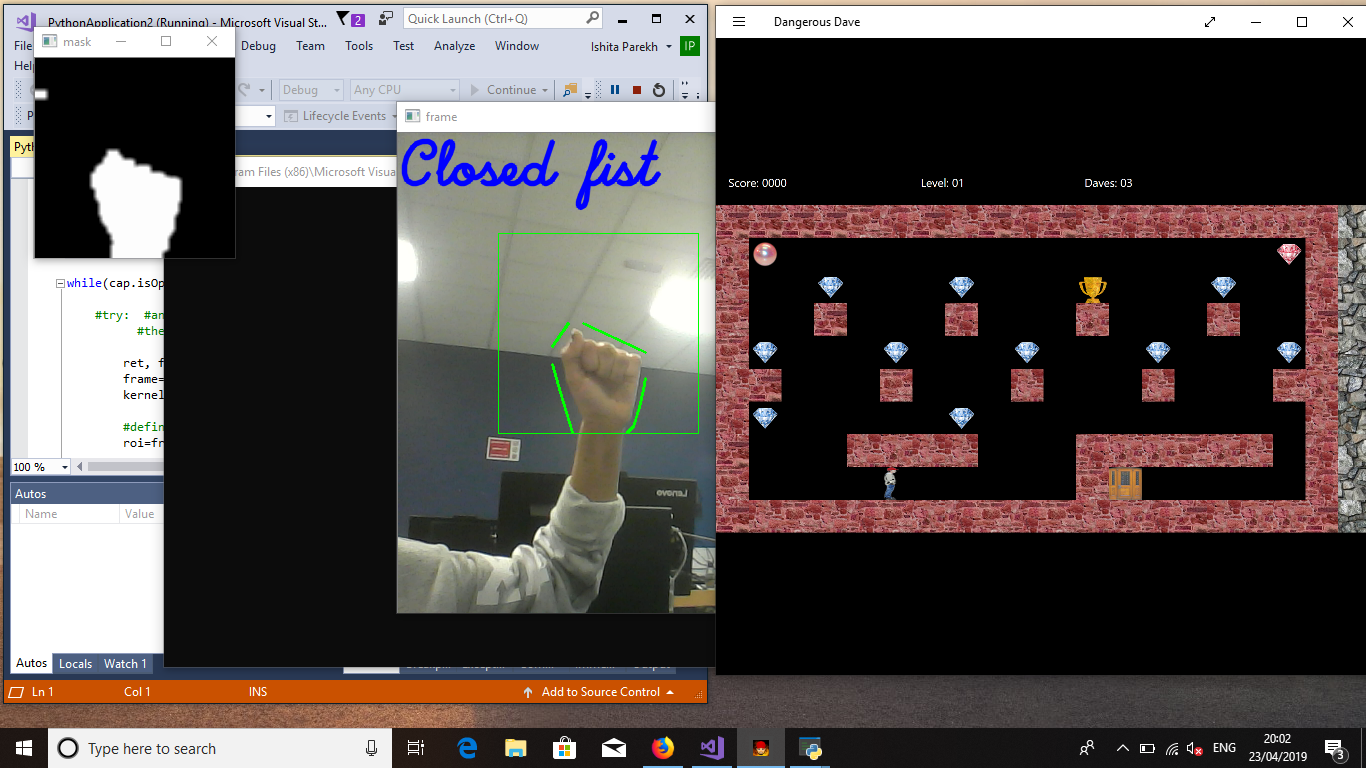 PythonApplication2 (Running) - Microsoft Visual St...
2
Quick Launch (Ctrl+Q)
mask
File
Debug
Team
Tools
Test
Analyze
Window
Ishita Parekh
IP
Help
Debug
Any CPU
Continue
Lifecycle Events
frame
ram Files (x86)\Microsoft Visua
Closed fist
while(cap.isOp
#try: #an
#the
ret, f
frame=
kernel
#defin
roi=fr
100 %
Autos
Name
Value
Lenovo
Autos
Locals
Watch 1
Ln 1
Col 1
INS
Add to Source Control
Dangerous Dave
Score: 0000
Level: 01
Daves: 03
Type here to search
ENG
20:02
23/04/2019
3